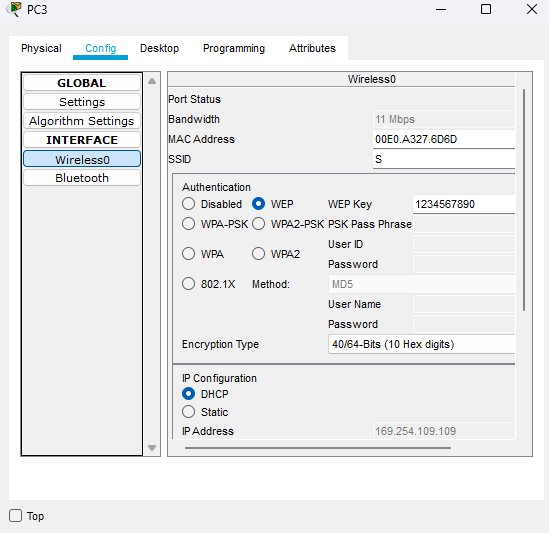 PC3
Physical Config Desktop Programming Attributes
GLOBAL
Settings
Algorithm Settings
INTERFACE
Wireless0
Bluetooth
Wireless0
Port Status
Bandwidth 11 Mbps
MAC Address 00E0.A327.6D6D
SSID S
Authentication
Disabled WEP WEP Key 1234567890
WPA-PSK WPA2-PSK PSK Pass Phrase
User ID
WPA WPA2
Password
802.1X Method: MD5
User Name
Password
Encryption Type 40/64-Bits (10 Hex digits)
IP Configuration
DHCP
Static
IP Address 169.254.109.109
Top